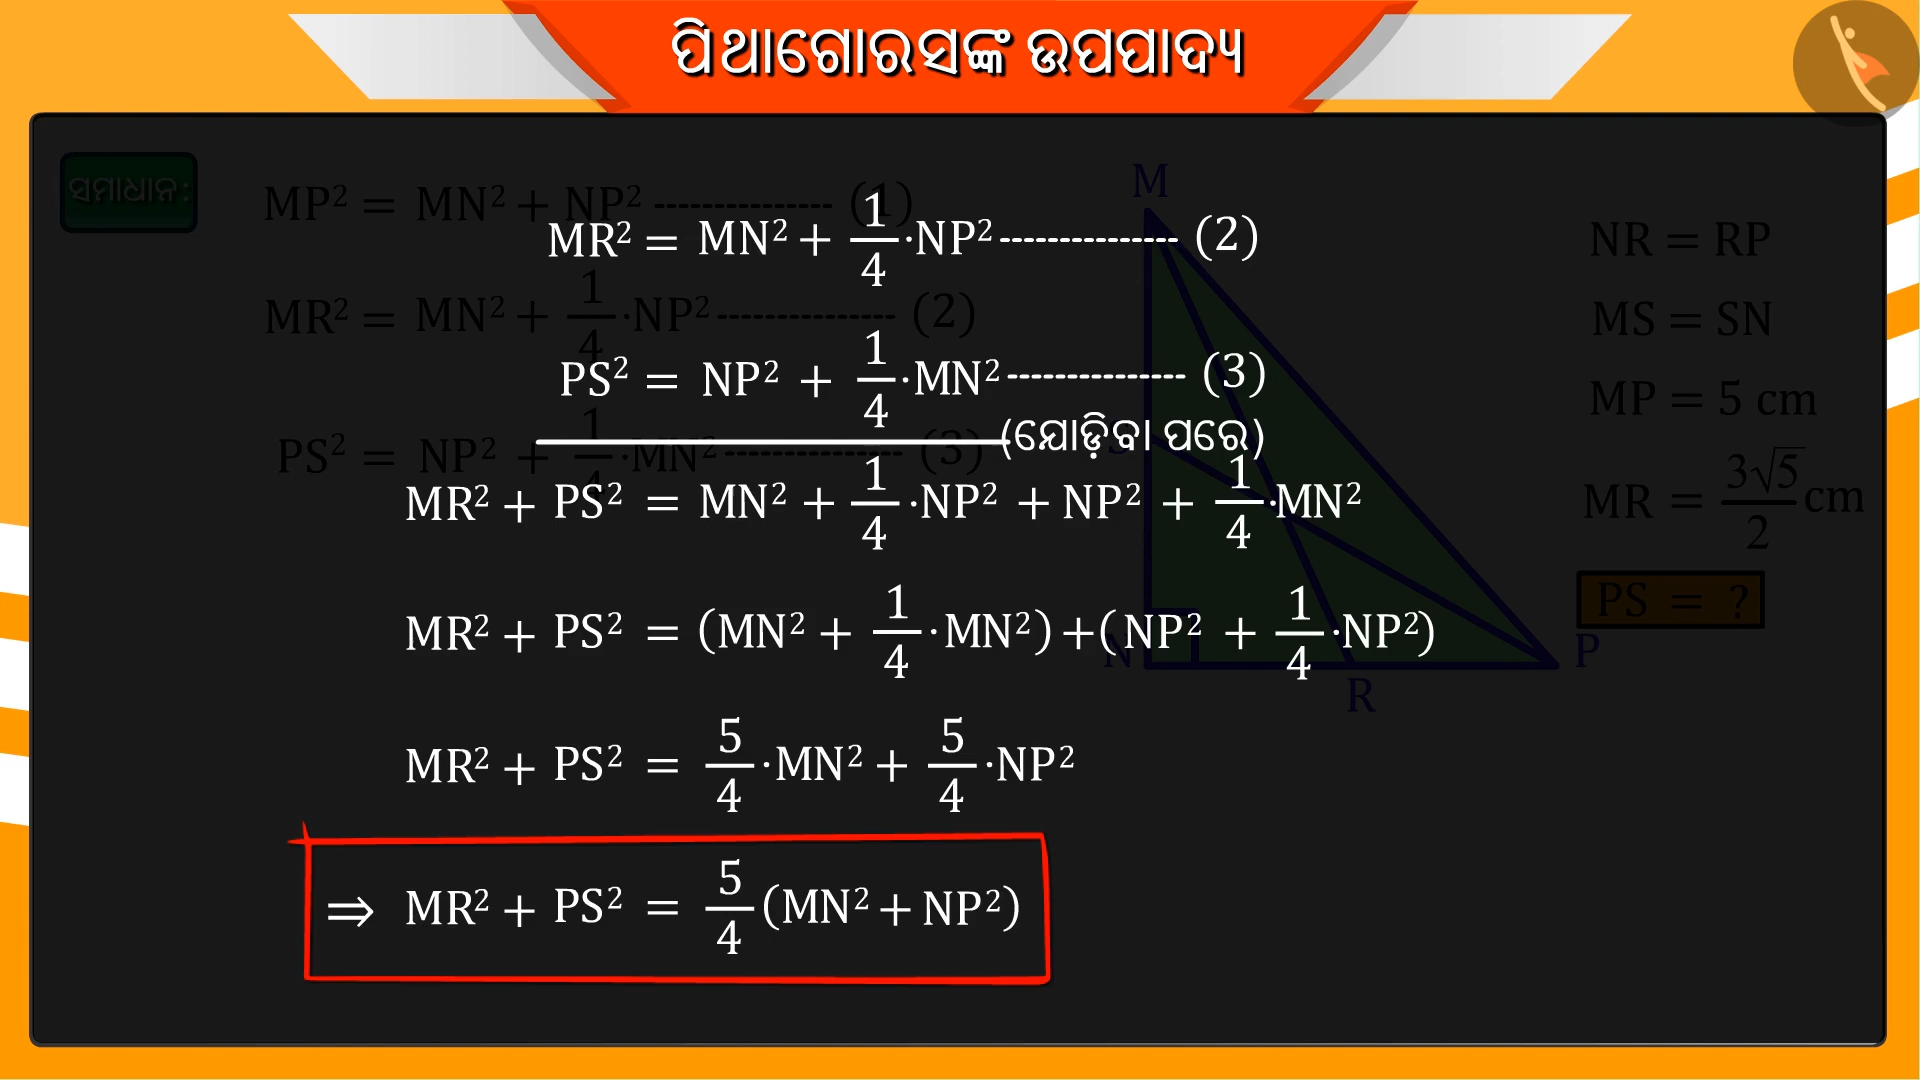 ପିଥାଗୋରସଙ୍କ ଉପପାଦ୍ୟ
ସମାଧାନ:
MP² = MN² + NP² --------------- (1)
MR² = MN² + 1/4·NP² --------------- (2)
PS² = NP² + 1/4·MN² --------------- (3)
M
S
N
R
P
NR = RP
MS = SN
MP = 5 cm
MR = 3√5/2 cm
PS = ?
MR² = MN² + 1/4·NP² --------------- (2)
PS² = NP² + 1/4·MN² --------------- (3)
(ଯୋଡ଼ିବା ପରେ)
MR² + PS² = MN² + 1/4·NP² + NP² + 1/4·MN²
MR² + PS² = (MN² + 1/4·MN²) + (NP² + 1/4·NP²)
MR² + PS² = 5/4·MN² + 5/4·NP²
⇒ MR² + PS² = 5/4(MN² + NP²)